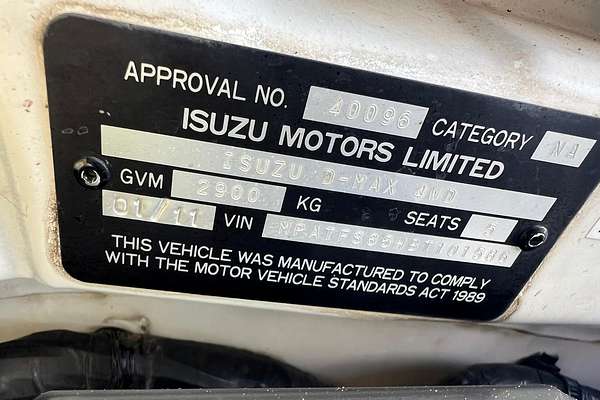 APPROVAL NO. 40096 CATEGORY NA
ISUZU MOTORS LIMITED
ISUZU D-MAX 4WD
GVM 2900 KG SEATS
01/11 VIN
THIS VEHICLE WAS MANUFACTURED TO COMPLY
WITH THE MOTOR VEHICLE STANDARDS ACT 1989